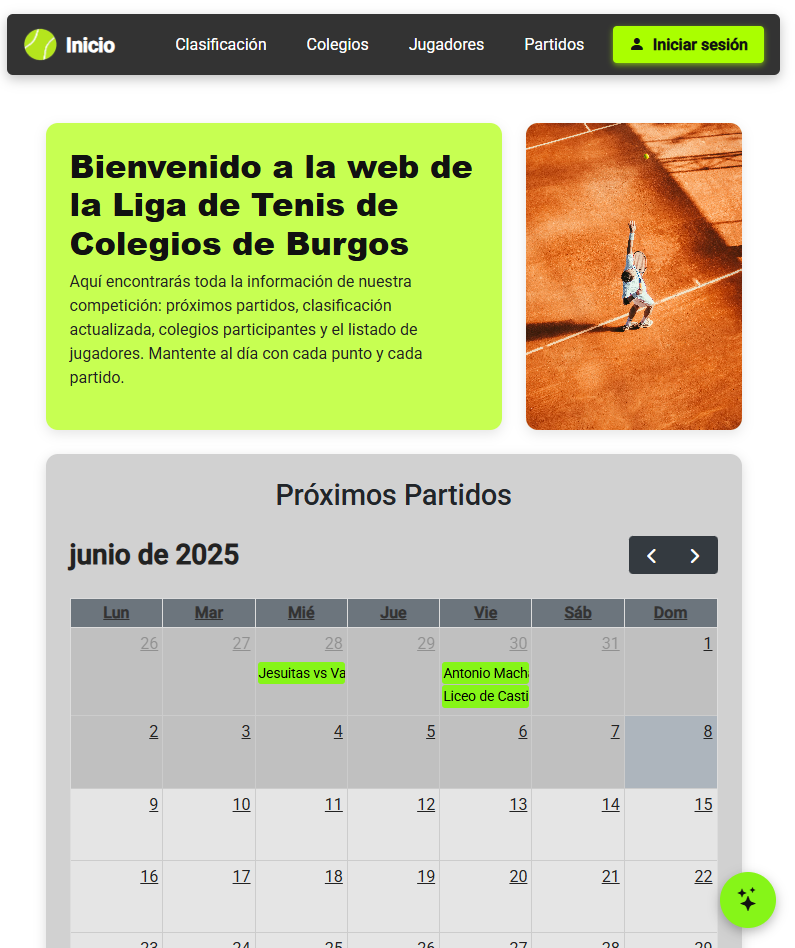 Inicio
Clasificación
Colegios
Jugadores
Partidos
Iniciar sesión
Bienvenido a la web de
la Liga de Tenis de
Colegios de Burgos
Aquí encontrarás toda la información de nuestra
competición: próximos partidos, clasificación
actualizada, colegios participantes y el listado de
jugadores. Mantente al día con cada punto y cada
partido.
Próximos Partidos
junio de 2025
Lun Mar Mié Jue Vie Sáb Dom
26 27 28 29 30 31 1
Jesuitas vs Va
Antonio Mach
Liceo de Casti
2 3 4 5 6 7 8
9 10 11 12 13 14 15
16 17 18 19 20 21 22
23 24 25 26 27 28 29